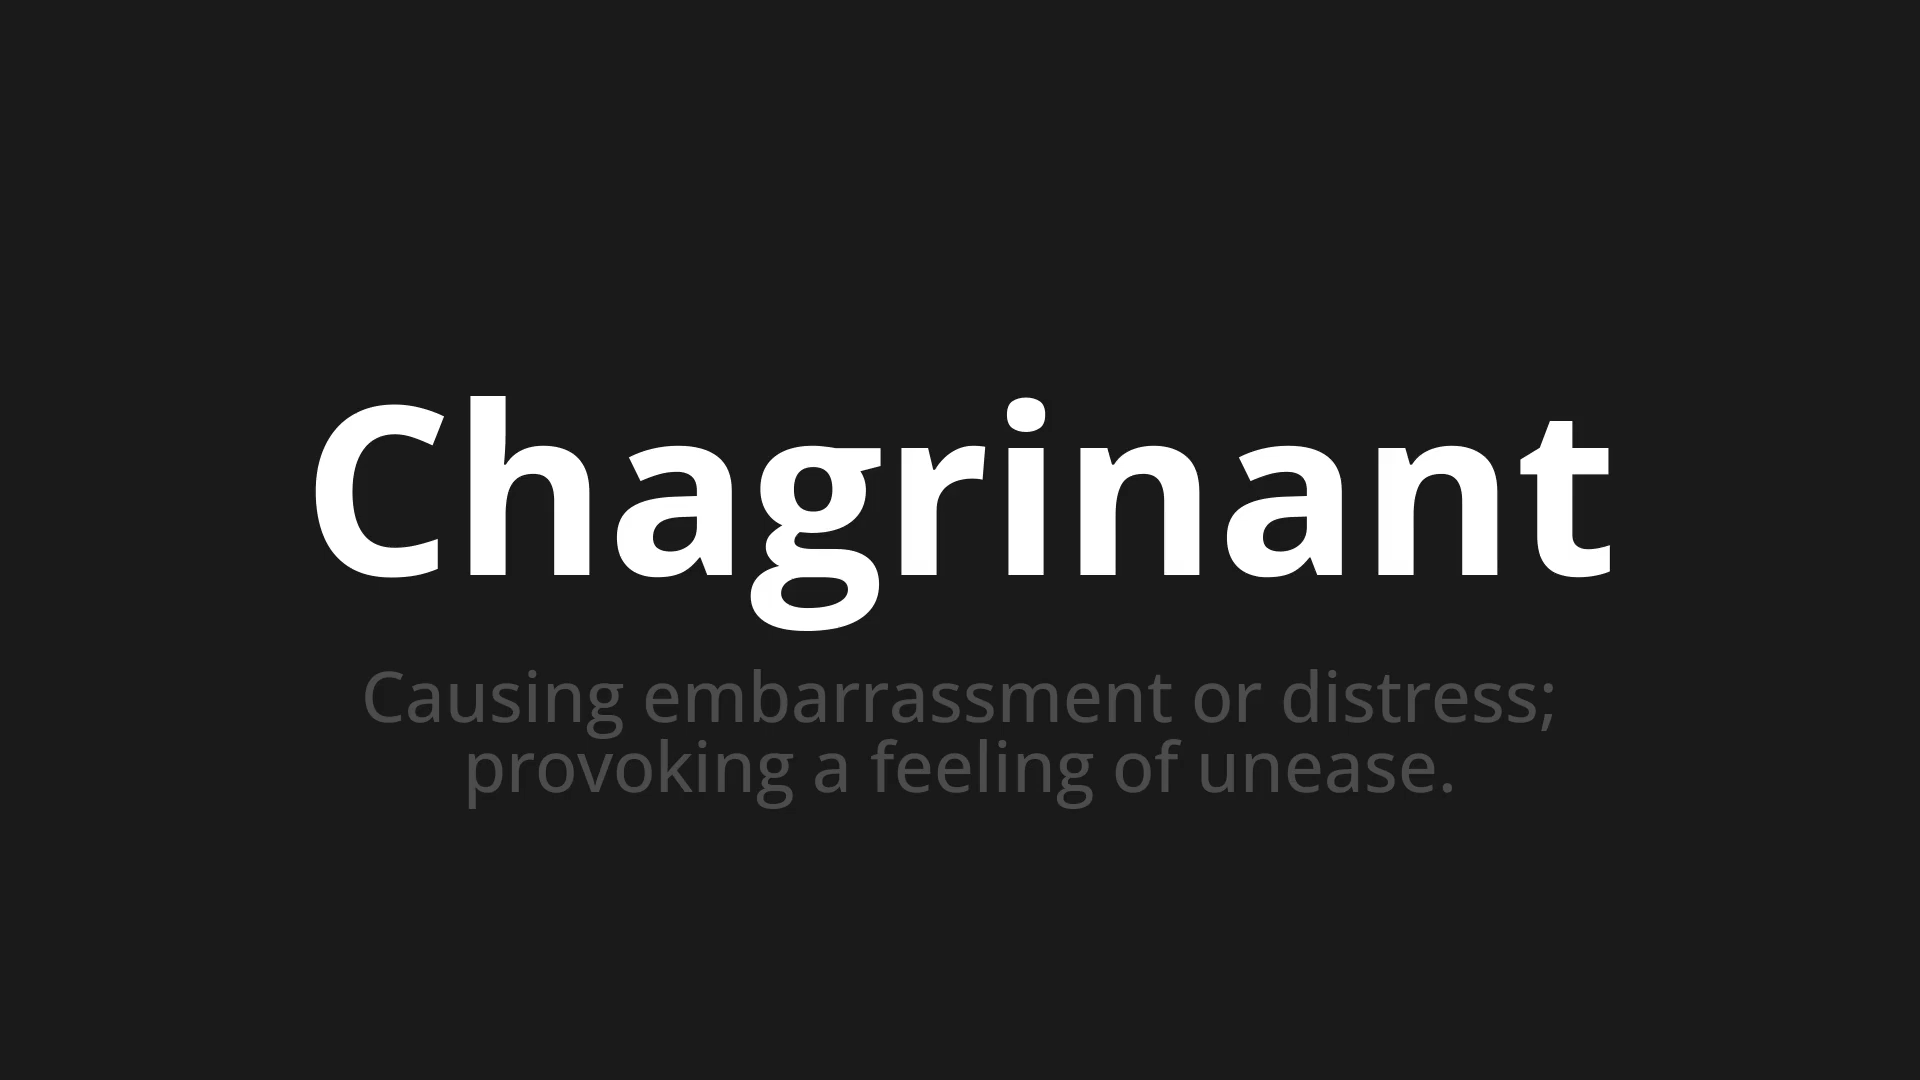 Chagrinant
Causing embarrassment or distress;
provoking a feeling of unease.